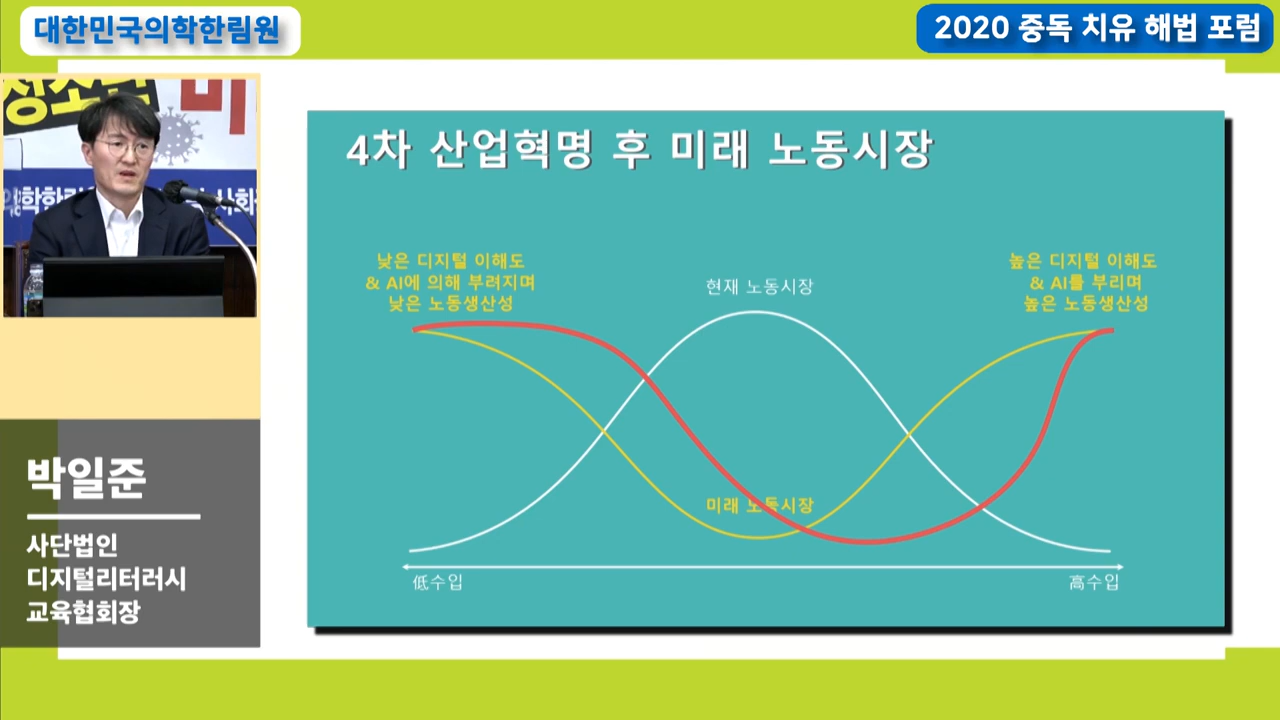 대한민국의학한림원
2020 중독 치유 해법 포럼
4차 산업혁명 후 미래 노동시장
낮은 디지털 이해도
& AI에 의해 부려지며
낮은 노동생산성
현재 노동시장
높은 디지털 이해도
& AI를 부리며
높은 노동생산성
미래 노동시장
低수입
高수입
박일준
사단법인
디지털리터러시
교육협회장